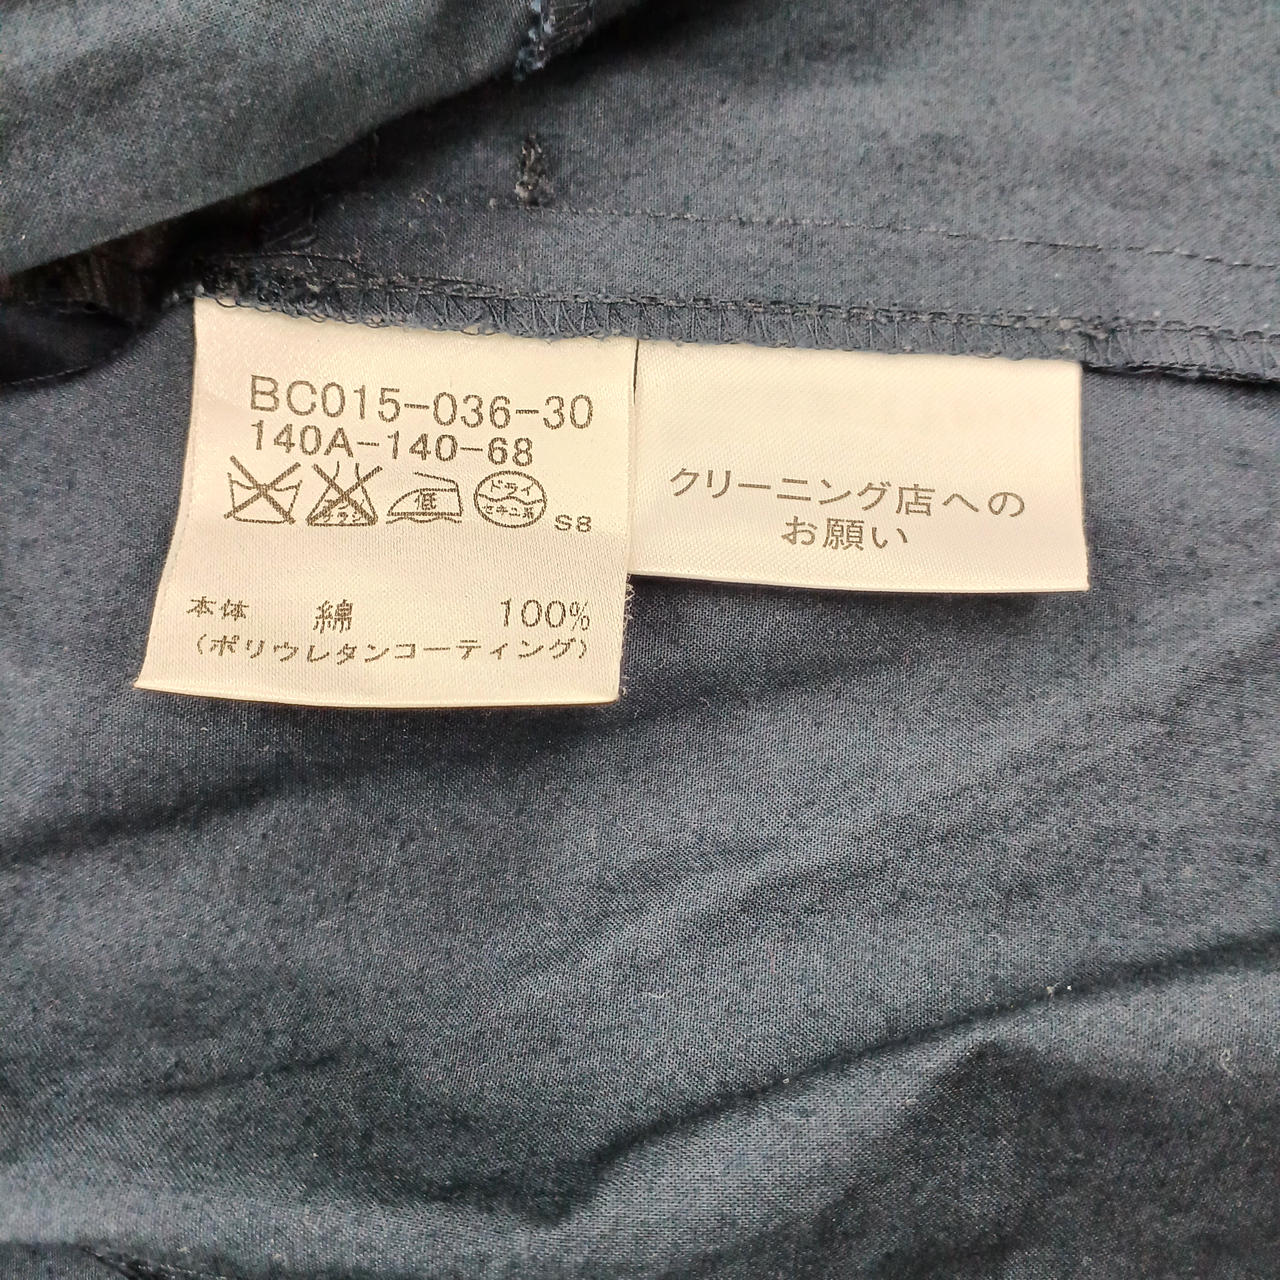 BC015-036-30
140A-140-68
低
ドライ
セキユ系
S8
本体 綿 100%
(ポリウレタンコーティング)
クリーニング店への
お願い